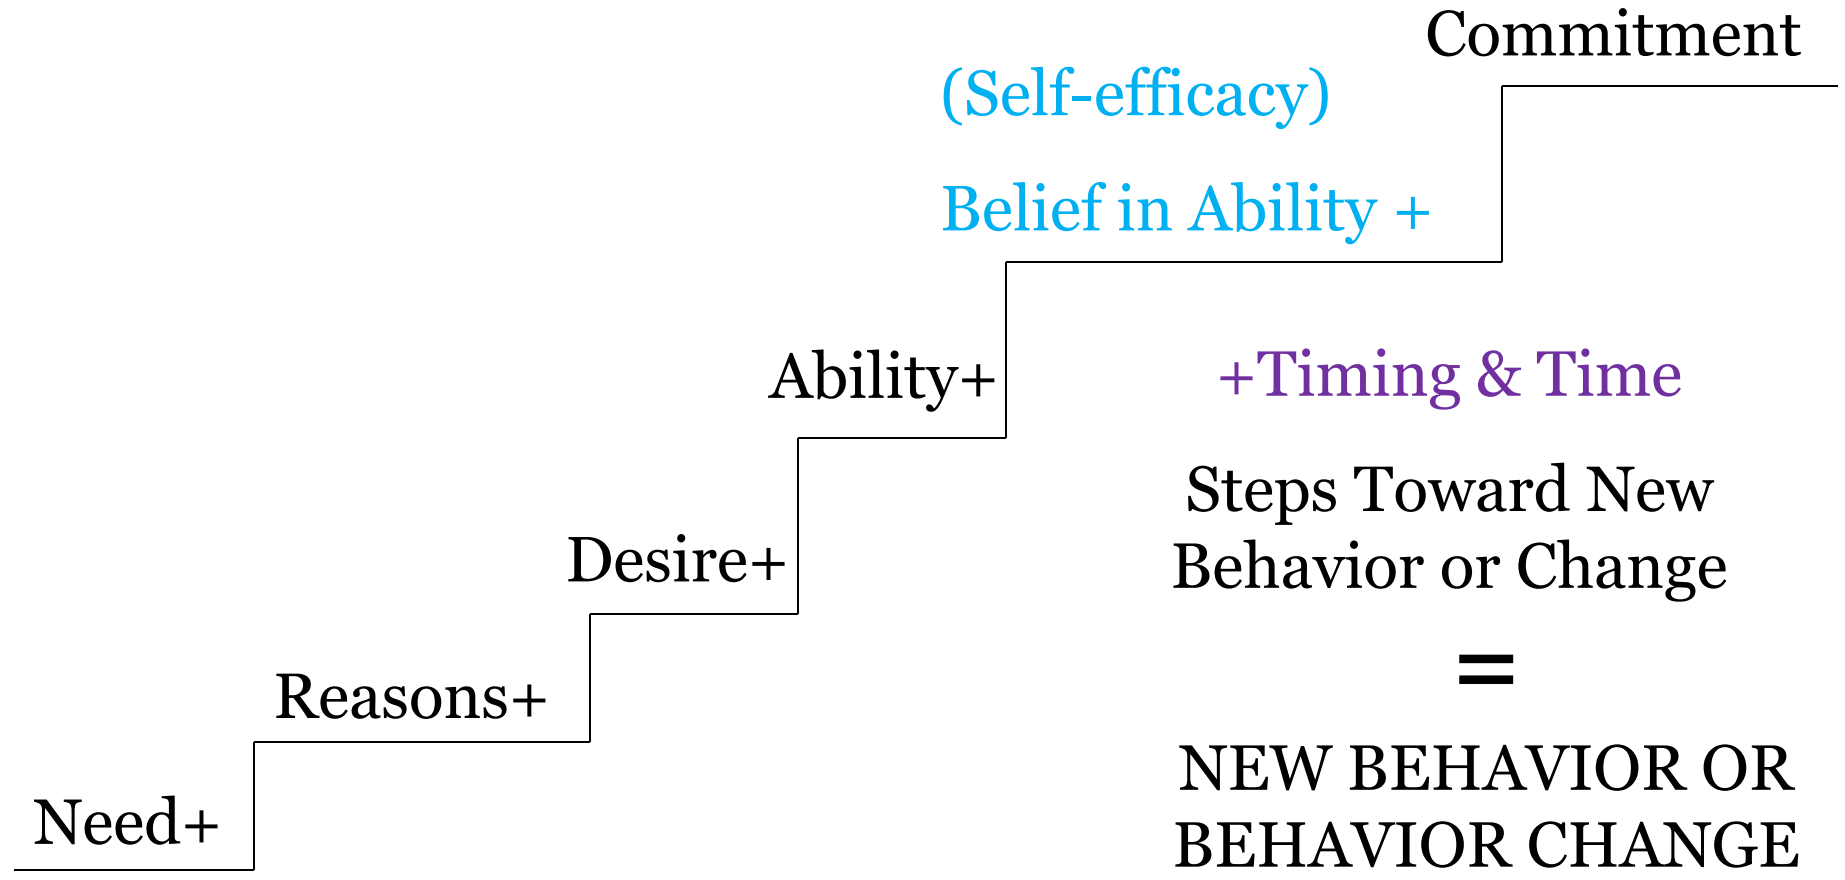 Commitment
(Self-efficacy)
Belief in Ability +
Ability+
+Timing & Time
Steps Toward New
Behavior or Change
Desire+
=
Reasons+
NEW BEHAVIOR OR
BEHAVIOR CHANGE
Need+